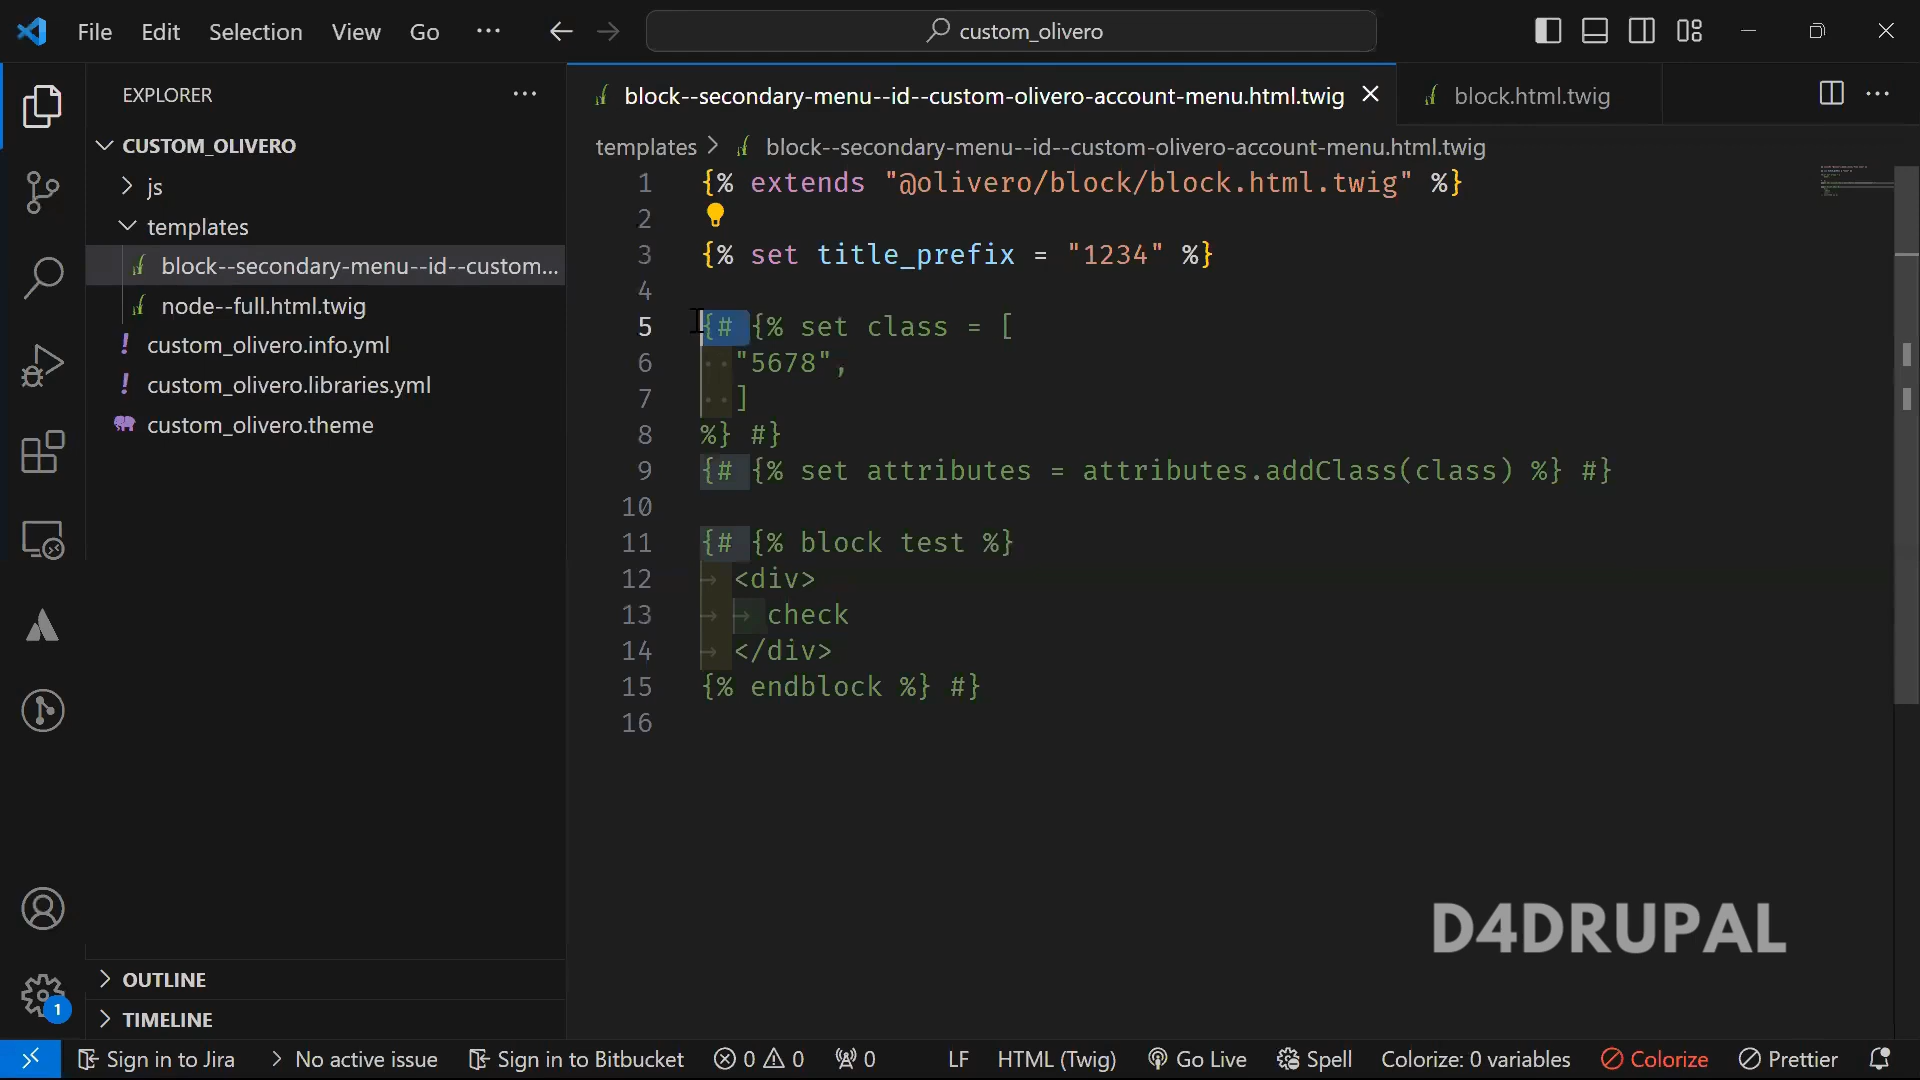 File Edit Selection View Go ··· custom_olivero
EXPLORER ···
CUSTOM_OLIVERO
js
templates
block--secondary-menu--id--custom...
node--full.html.twig
custom_olivero.info.yml
custom_olivero.libraries.yml
custom_olivero.theme
OUTLINE
TIMELINE
1
block--secondary-menu--id--custom-olivero-account-menu.html.twig
block.html.twig
templates > block--secondary-menu--id--custom-olivero-account-menu.html.twig
1 {% extends "@olivero/block/block.html.twig" %}
2
3 {% set title_prefix = "1234" %}
4
5 {# {% set class = [
6 "5678",
7 ]
8 %} #}
9 {# {% set attributes = attributes.addClass(class) %} #}
10
11 {# {% block test %}
12 <div>
13 check
14 </div>
15 {% endblock %} #}
16
D4DRUPAL
Sign in to Jira > No active issue Sign in to Bitbucket 0 0 0 LF HTML (Twig) Go Live Spell Colorize: 0 variables Colorize Prettier